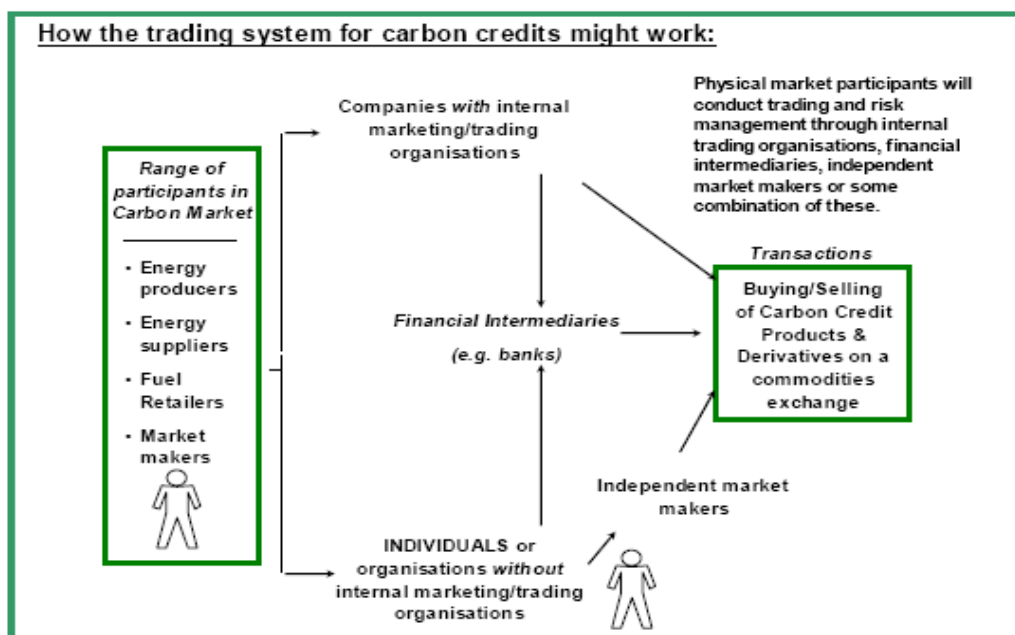 How the trading system for carbon credits might work:
Companies with internal
marketing/trading
organisations
Physical market participants will
conduct trading and risk
management through internal
trading organisations, financial
intermediaries, independent
market makers or some
combination of these.
Range of
participants in
Carbon Market
• Energy
producers
• Energy
suppliers
• Fuel
Retailers
• Market
makers
Financial Intermediaries
(e.g. banks)
Transactions
Buying/Selling
of Carbon Credit
Products &
Derivatives on a
commodities
exchange
Independent market
makers
INDIVIDUALS or
organisations without
internal marketing/trading
organisations